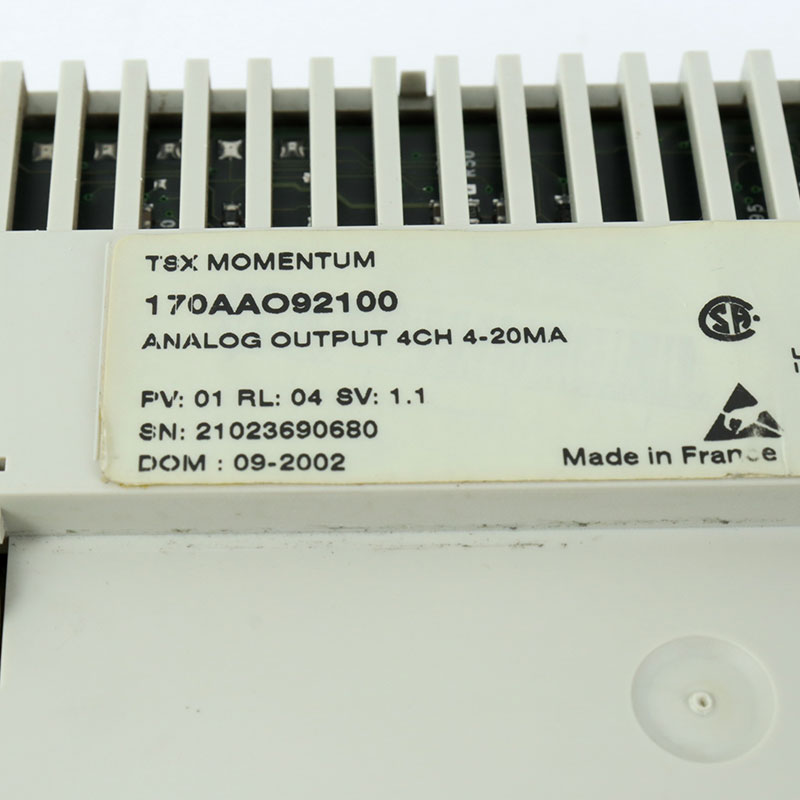 TSX MOMENTUM
170AAO92100
ANALOG OUTPUT 4CH 4-20MA
PV: 01 RL: 04 SV: 1.1
SN: 21023690680
DOM : 09-2002
Made in France